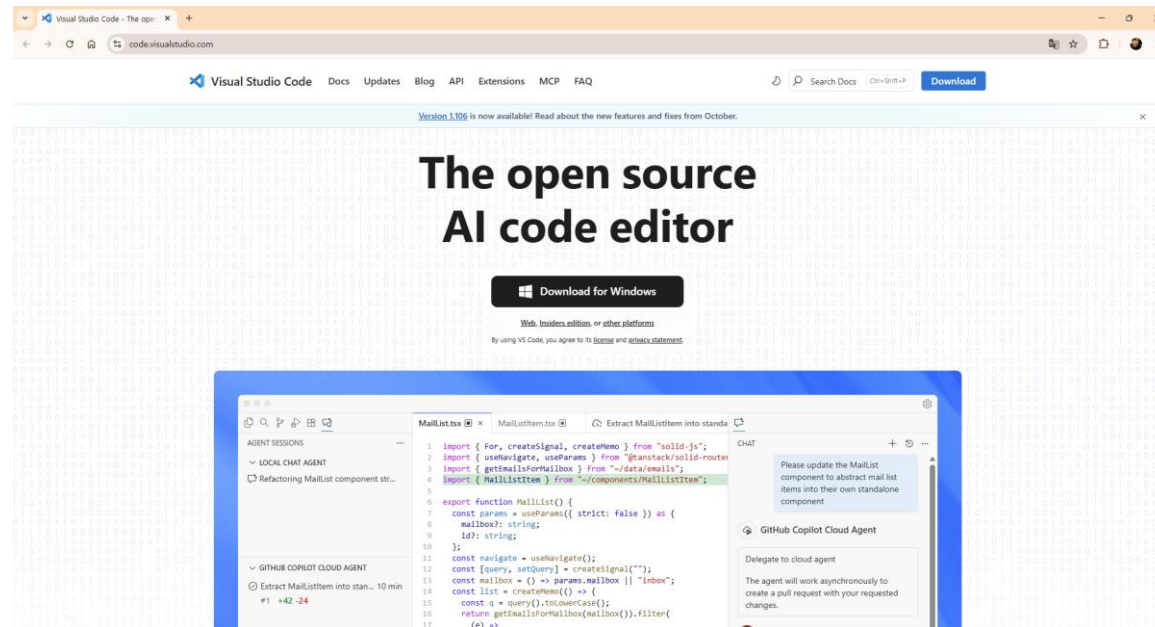 Visual Studio Code - The ope
code.visualstudio.com
Visual Studio Code Docs Updates Blog API Extensions MCP FAQ Search Docs Ctrl+Shift+P Download
Version 1.106 is now available! Read about the new features and fixes from October.
The open source
AI code editor
Download for Windows
Web, Insiders edition, or other platforms
By using VS Code, you agree to its license and privacy statement.
MailList.tsx MailListItem.tsx Extract MailListItem into standa
AGENT SESSIONS
LOCAL CHAT AGENT
Refactoring MailList component str...
GITHUB COPILOT CLOUD AGENT
Extract MailListItem into stan... 10 min
#1 +42 -24
1 import { For, createSignal, createMemo } from "solid-js";
2 import { useNavigate, useParams } from "@tanstack/solid-router
3 import { getEmailsForMailbox } from "~/data/emails";
4 import { MailListItem } from "~/components/MailListItem";
5
6 export function MailList() {
7 const params = useParams({ strict: false }) as {
8 mailbox?: string;
9 id?: string;
10 };
11 const navigate = useNavigate();
12 const [query, setQuery] = createSignal("");
13 const mailbox = () => params.mailbox || "inbox";
14 const list = createMemo(() => {
15 const q = query().toLowerCase();
16 return getEmailsForMailbox(mailbox()).filter(
17 (e) =>
CHAT
Please update the MailList
component to abstract mail list
items into their own standalone
component
GitHub Copilot Cloud Agent
Delegate to cloud agent
The agent will work asynchronously to
create a pull request with your requested
changes.